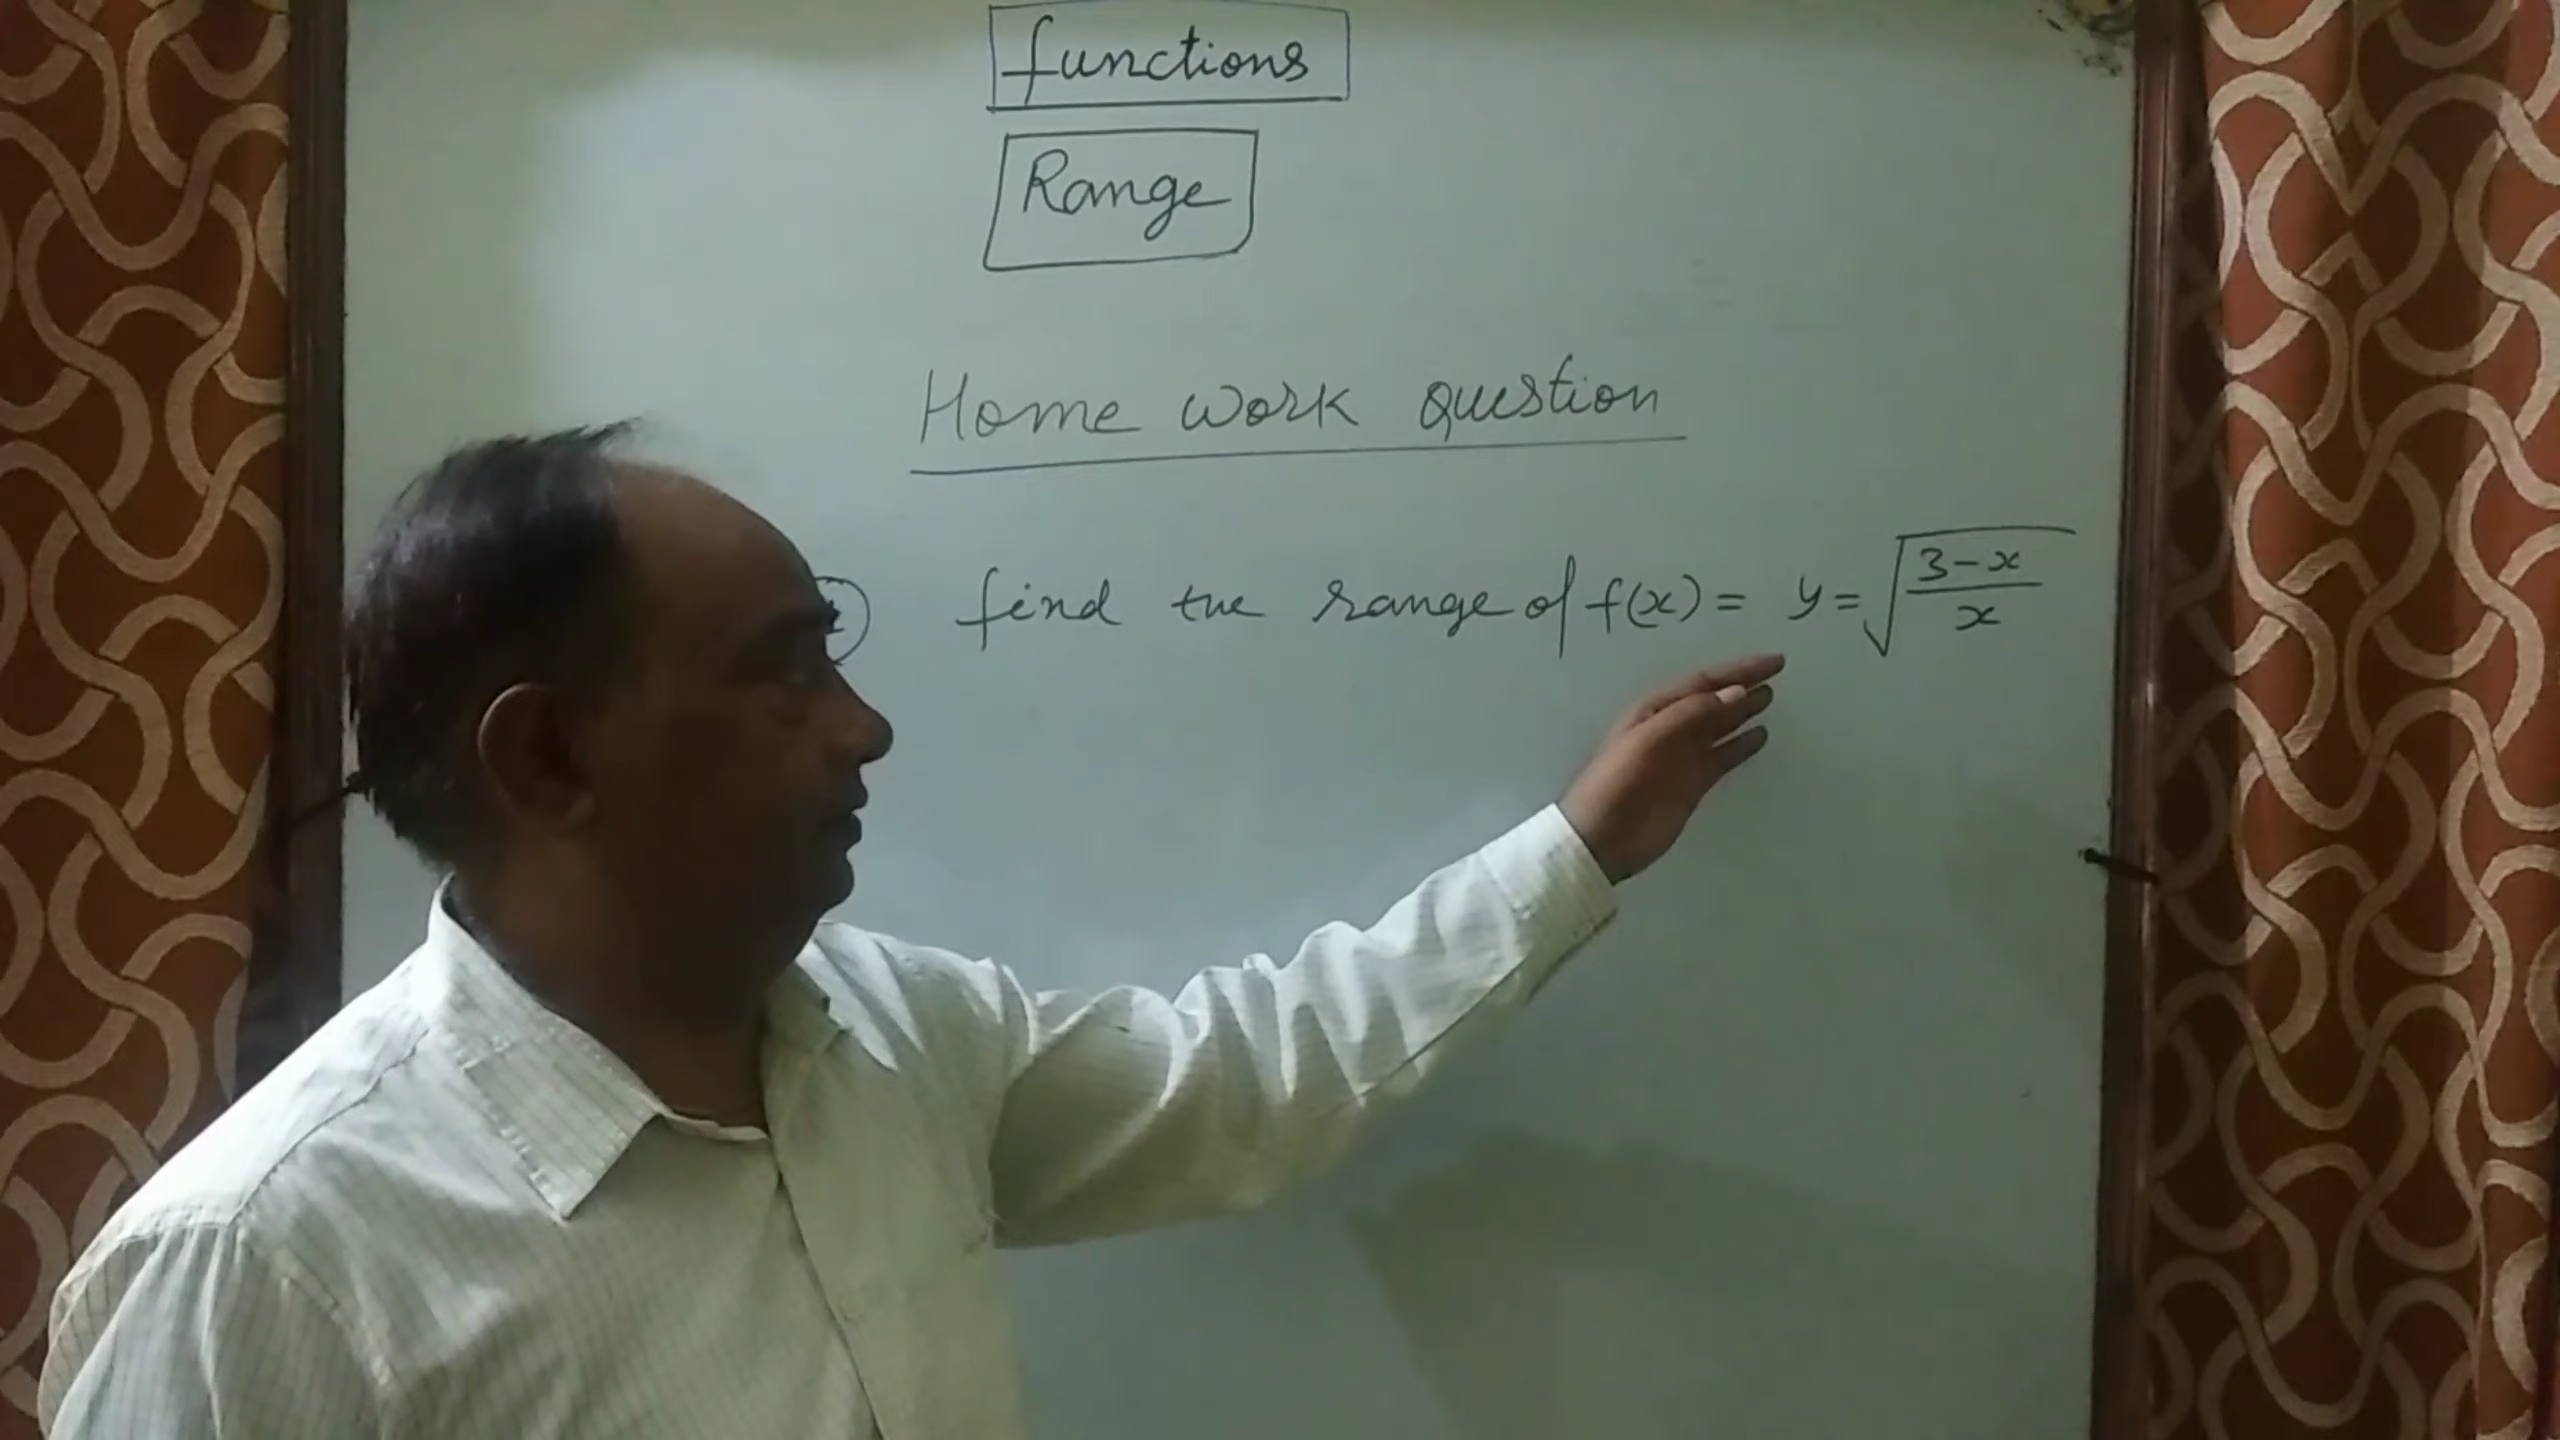 functions
Range
Home work Question
find the range of f(x) = y = √((3-x)/x)